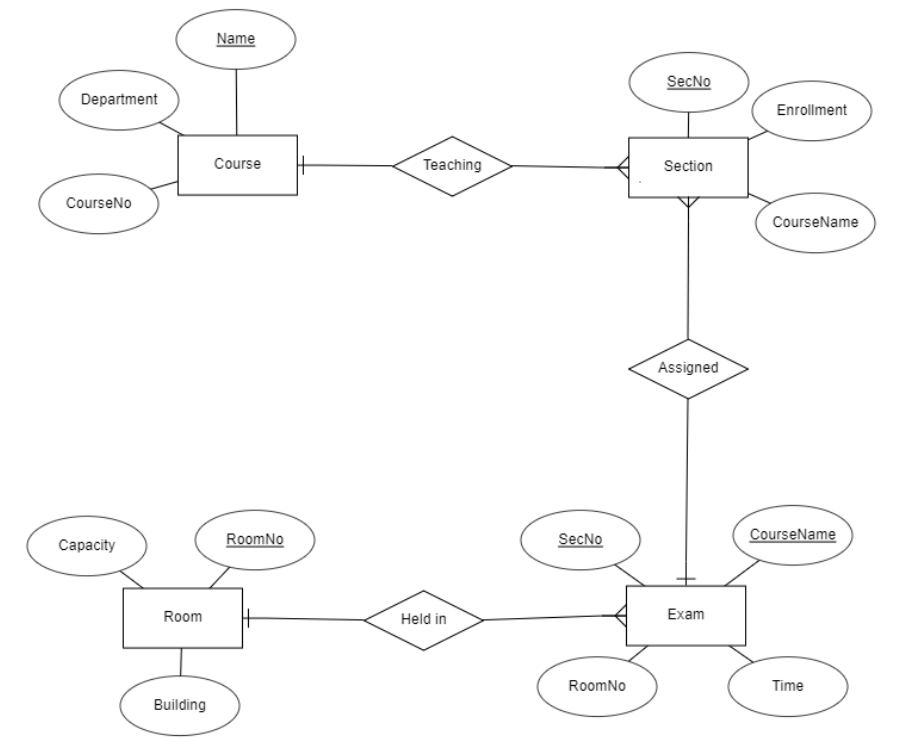 Name
Department
Course
CourseNo
Teaching
SecNo
Enrollment
Section
CourseName
Assigned
Capacity
RoomNo
Room
Building
Held in
SecNo
CourseName
Exam
RoomNo
Time